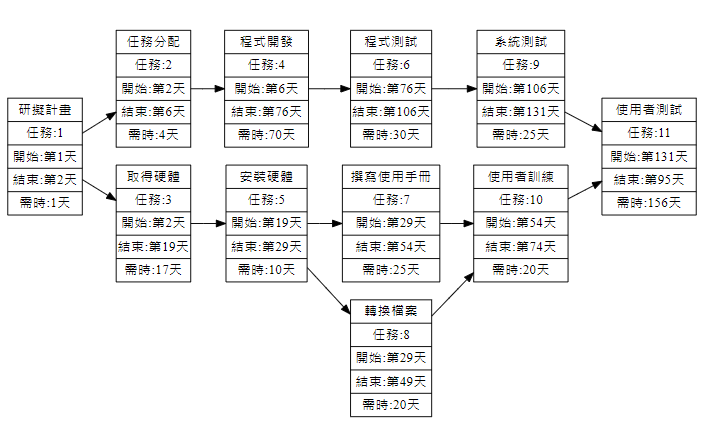 研擬計畫
任務:1
開始:第1天
結束:第2天
需時:1天
任務分配
任務:2
開始:第2天
結束:第6天
需時:4天
程式開發
任務:4
開始:第6天
結束:第76天
需時:70天
程式測試
任務:6
開始:第76天
結束:第106天
需時:30天
系統測試
任務:9
開始:第106天
結束:第131天
需時:25天
取得硬體
任務:3
開始:第2天
結束:第19天
需時:17天
安裝硬體
任務:5
開始:第19天
結束:第29天
需時:10天
撰寫使用手冊
任務:7
開始:第29天
結束:第54天
需時:25天
使用者訓練
任務:10
開始:第54天
結束:第74天
需時:20天
轉換檔案
任務:8
開始:第29天
結束:第49天
需時:20天
使用者測試
任務:11
開始:第131天
結束:第95天
需時:156天